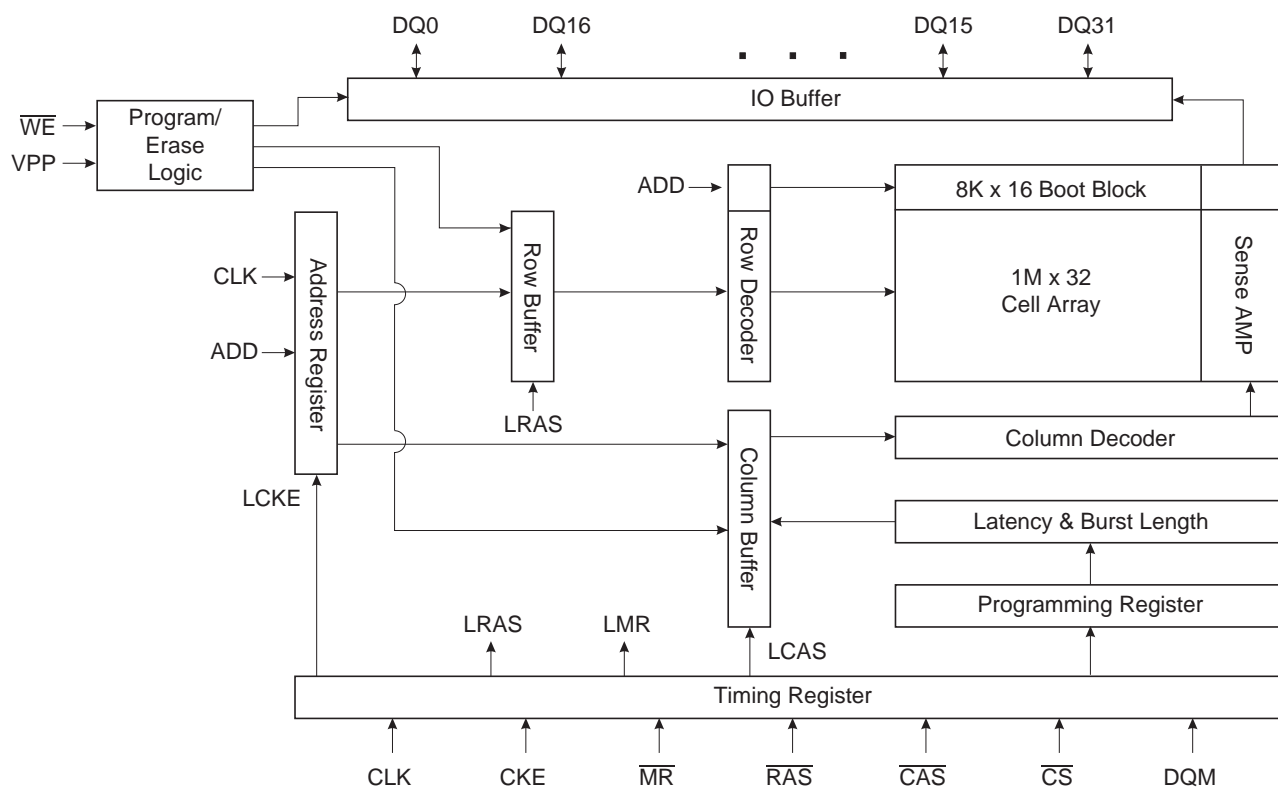 DQ0
DQ16
. . .
DQ15
DQ31
IO Buffer
WE
VPP
Program/
Erase
Logic
ADD
8K x 16 Boot Block
CLK
ADD
Address Register
Row Buffer
LRAS
Row Decoder
1M x 32
Cell Array
Sense AMP
Column Decoder
LCKE
Column Buffer
Latency & Burst Length
Programming Register
LRAS
LMR
LCAS
Timing Register
CLK
CKE
MR
RAS
CAS
CS
DQM